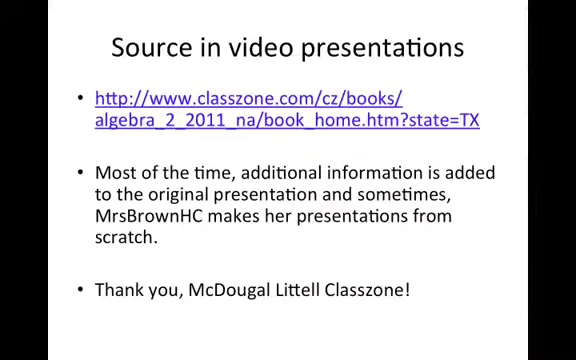 Source in video presentations
• http://www.classzone.com/cz/books/
algebra_2_2011_na/book_home.htm?state=TX
• Most of the time, additional information is added
to the original presentation and sometimes,
MrsBrownHC makes her presentations from
scratch.
• Thank you, McDougal Littell Classzone!